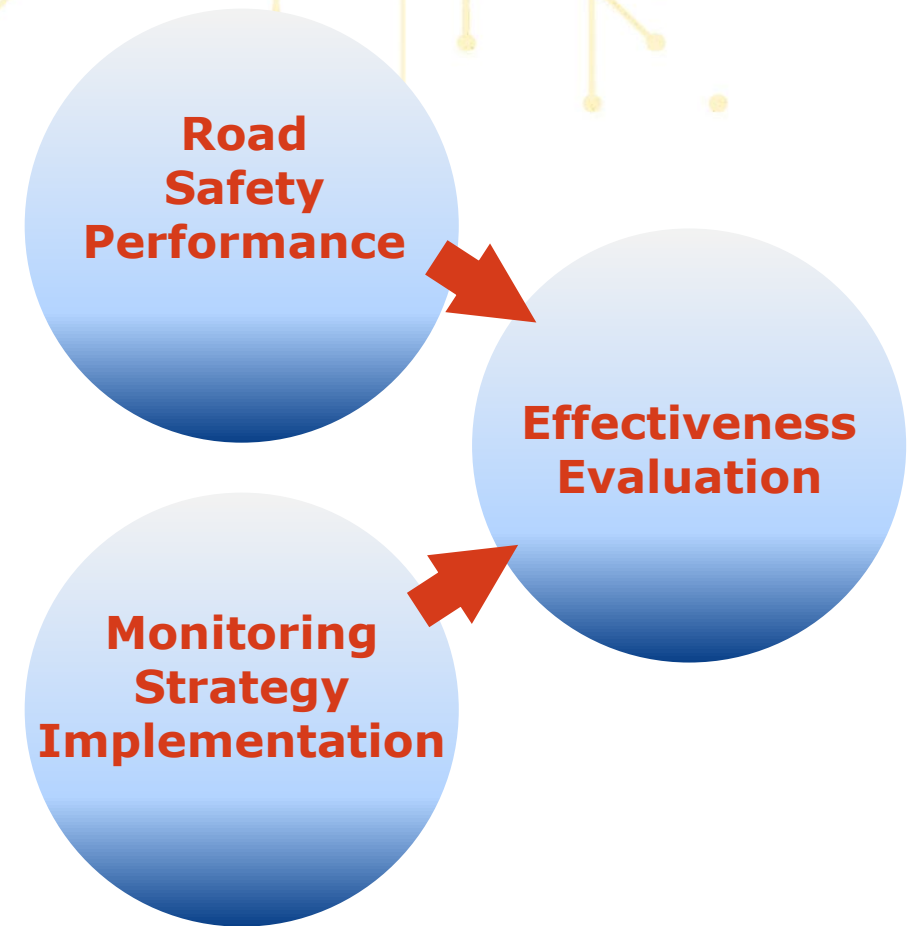 Road
Safety
Performance
Effectiveness
Evaluation
Monitoring
Strategy
Implementation